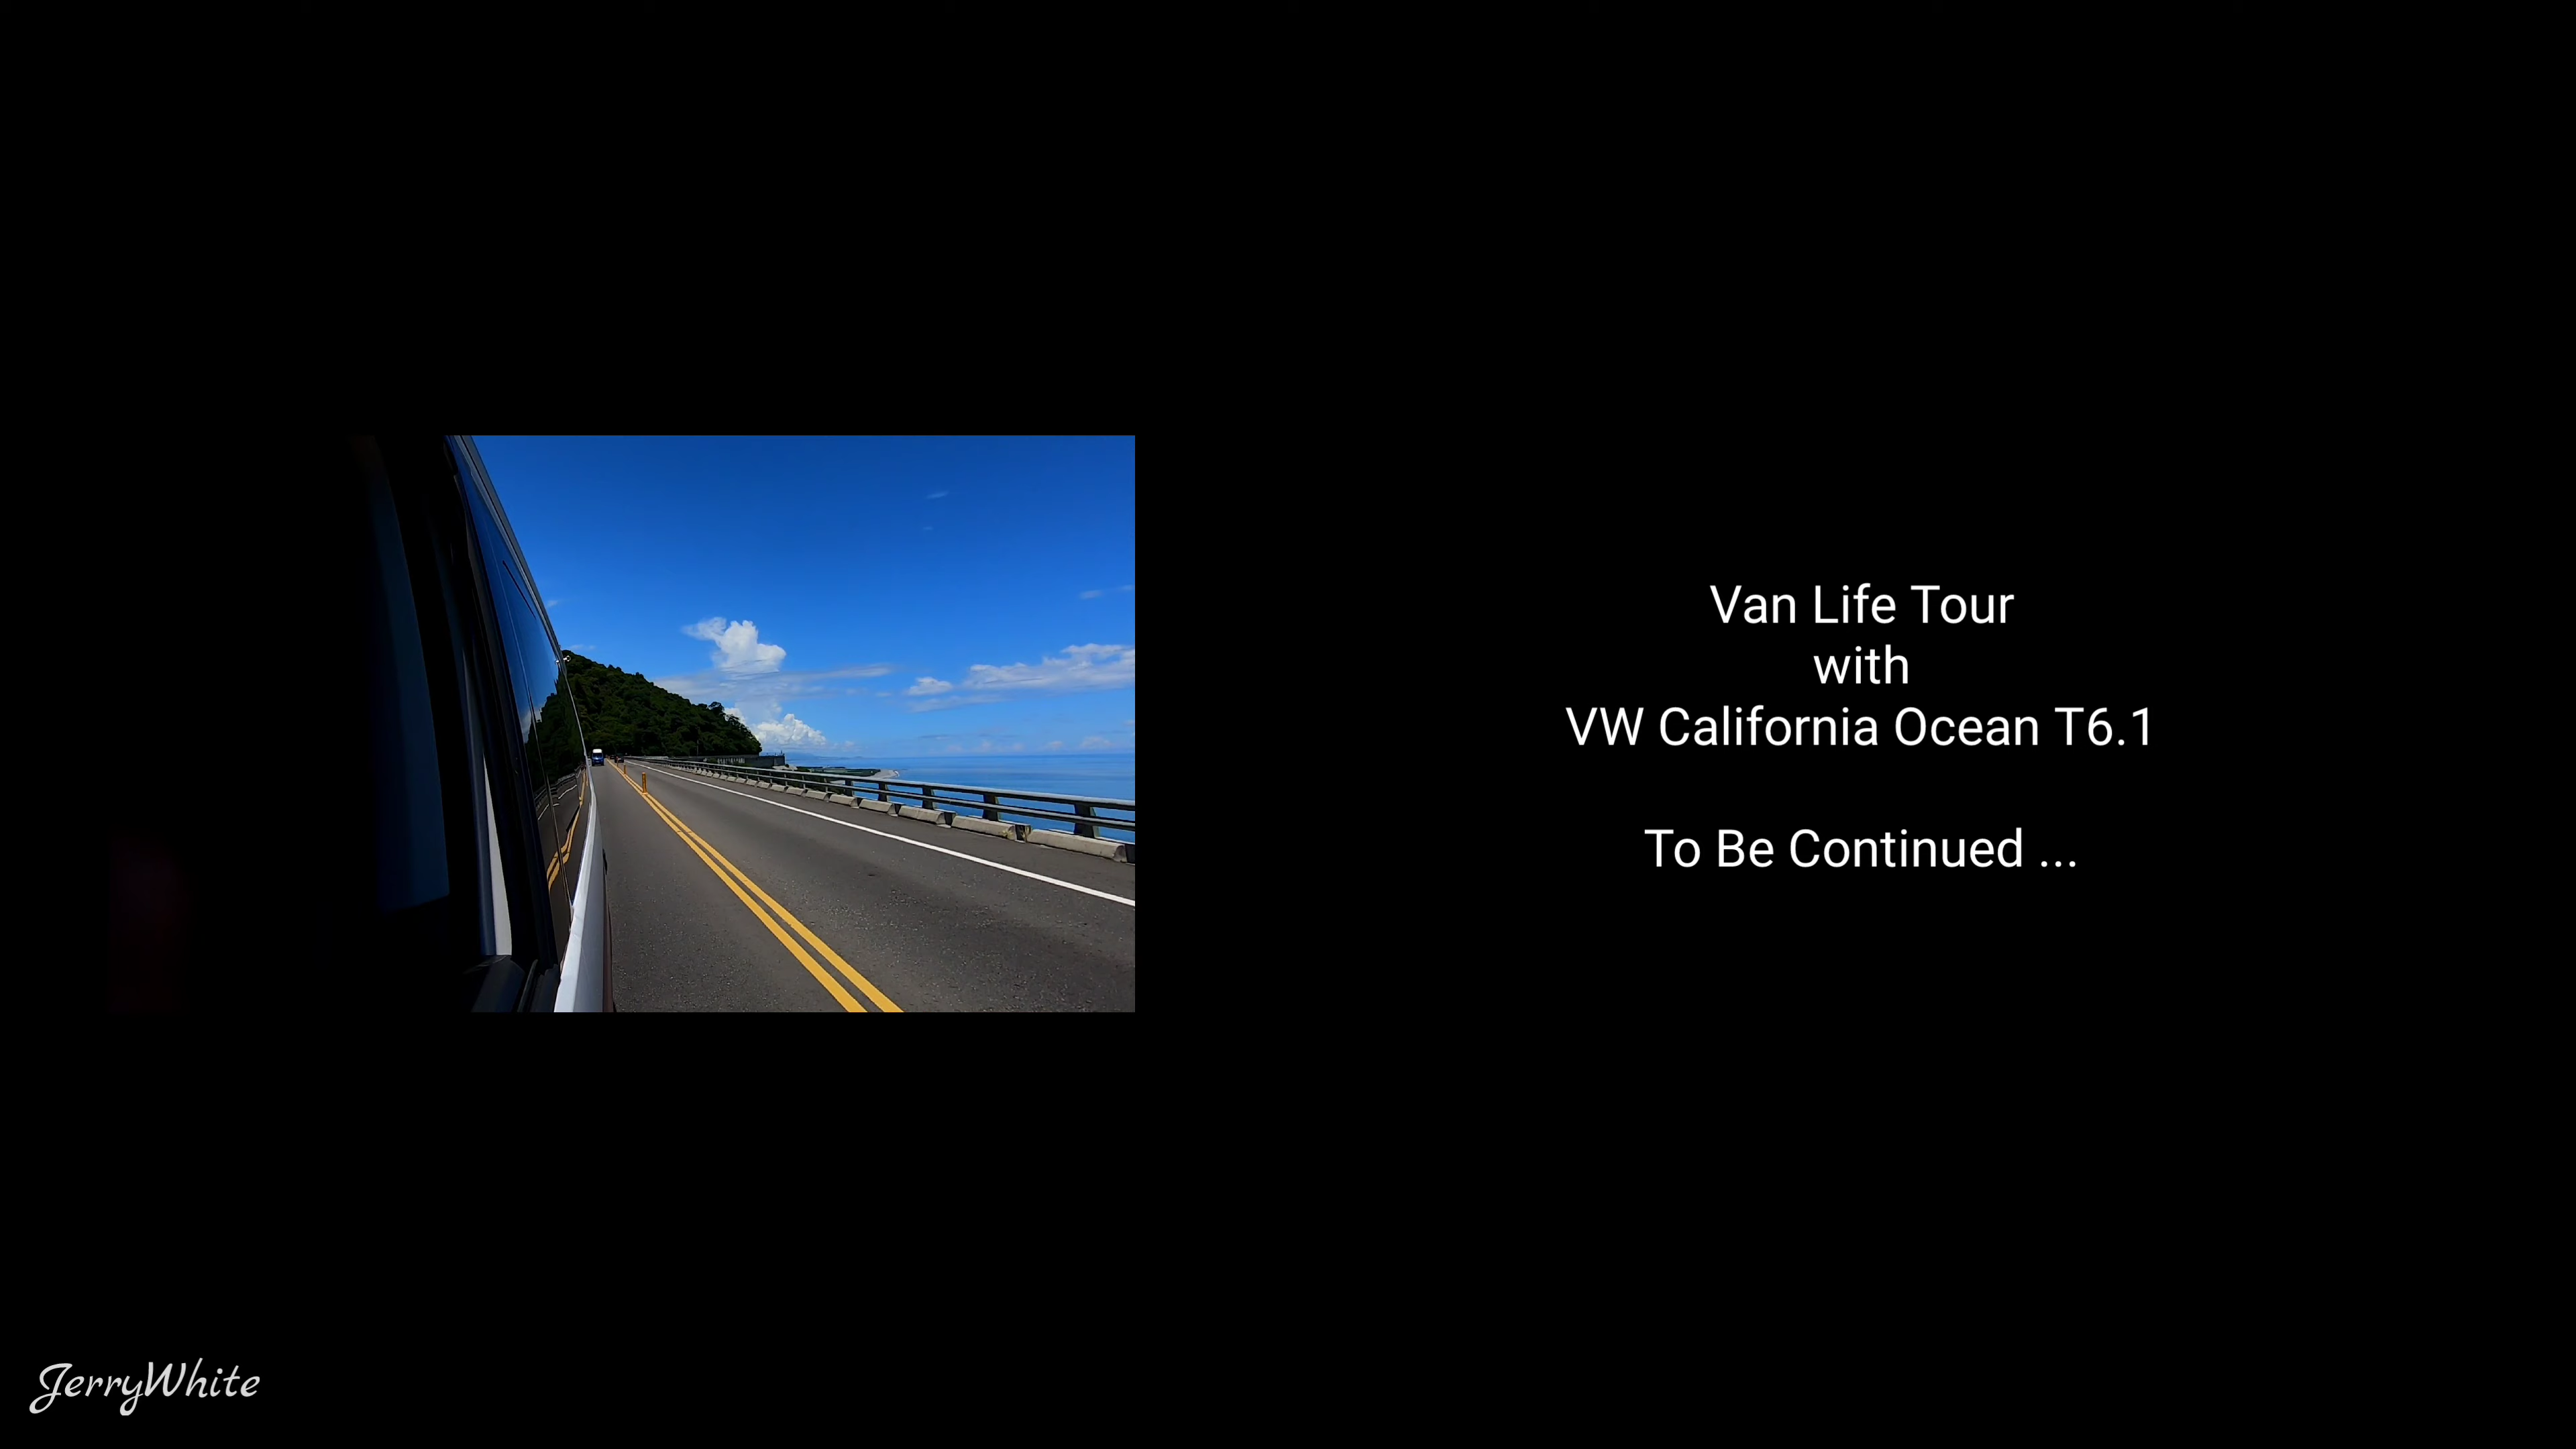 Van Life Tour
with
VW California Ocean T6.1
To Be Continued ...
JerryWhite